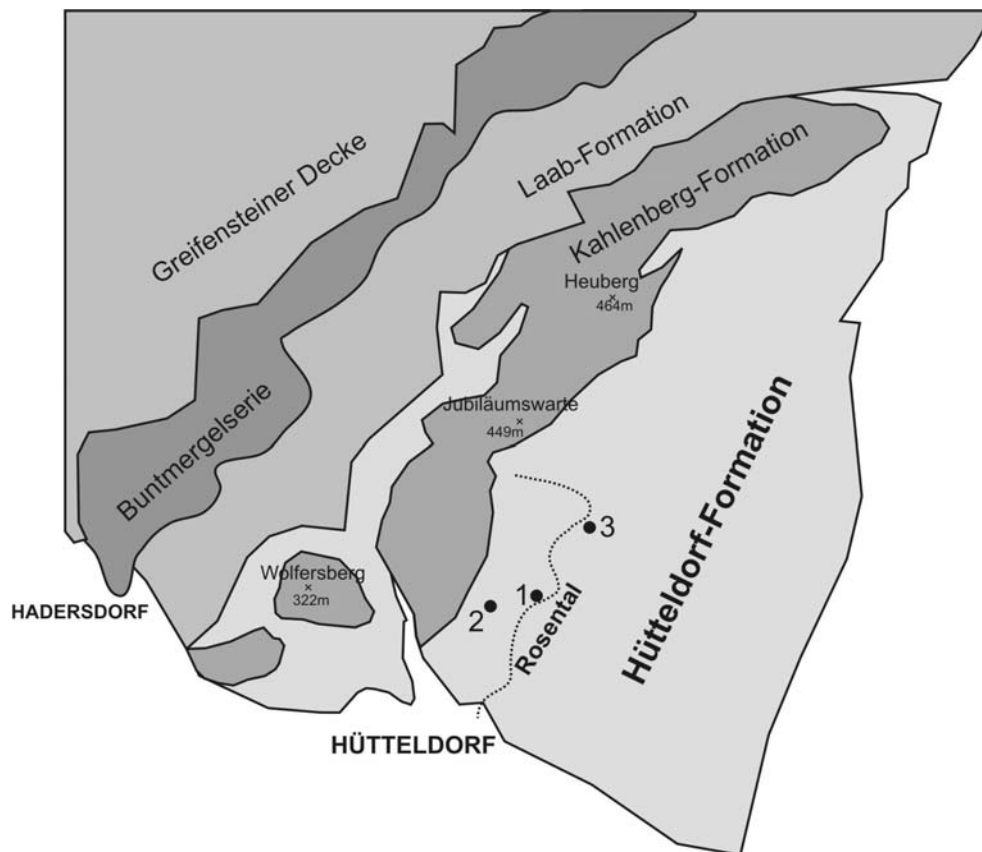 Greifensteiner Decke
Laab-Formation
Kahlenberg-Formation
Heuberg
464m
Jubiläumswarte
449m
Buntmergelserie
Hütteldorf-Formation
3
Wolfersberg
322m
1
2
Rosental
HADERSDORF
HÜTTELDORF